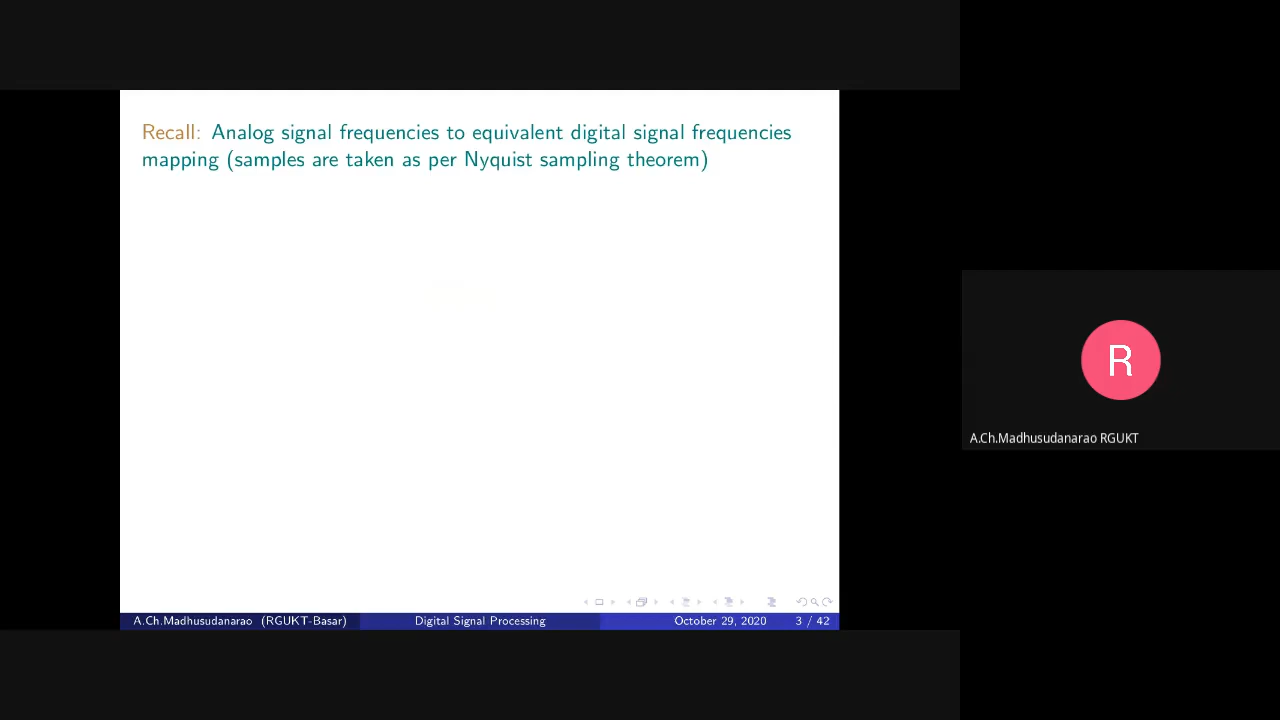 Recall: Analog signal frequencies to equivalent digital signal frequencies
mapping (samples are taken as per Nyquist sampling theorem)
R
A.Ch.Madhusudanarao RGUKT
A.Ch.Madhusudanarao (RGUKT-Basar) Digital Signal Processing October 29, 2020 3 / 42